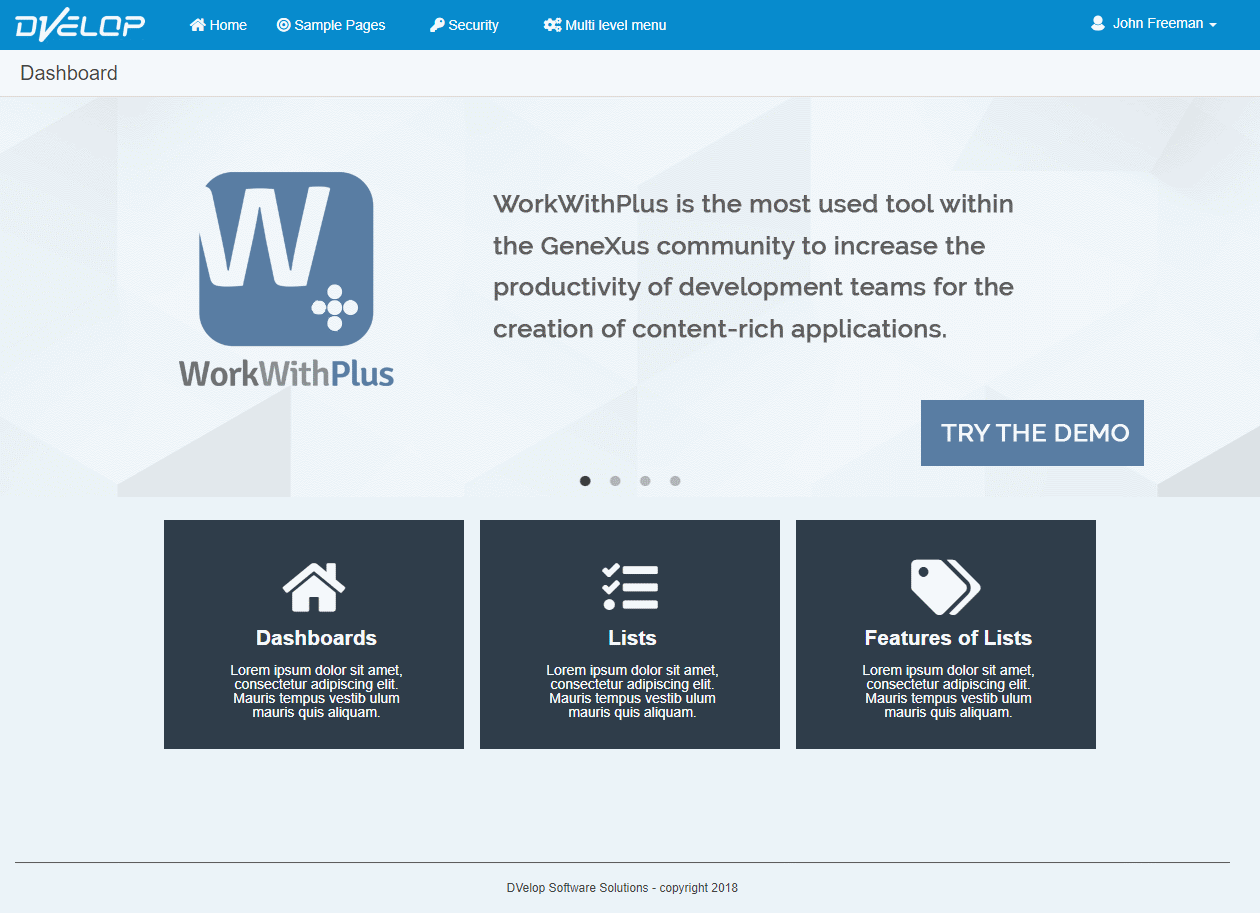 DVELOP
Home
Sample Pages
Security
Multi level menu
John Freeman
Dashboard
W
WorkWithPlus
WorkWithPlus is the most used tool within
the GeneXus community to increase the
productivity of development teams for the
creation of content-rich applications.
TRY THE DEMO
Dashboards
Lorem ipsum dolor sit amet,
consectetur adipiscing elit.
Mauris tempus vestib ulum
mauris quis aliquam.
Lists
Lorem ipsum dolor sit amet,
consectetur adipiscing elit.
Mauris tempus vestib ulum
mauris quis aliquam.
Features of Lists
Lorem ipsum dolor sit amet,
consectetur adipiscing elit.
Mauris tempus vestib ulum
mauris quis aliquam.
DVelop Software Solutions - copyright 2018